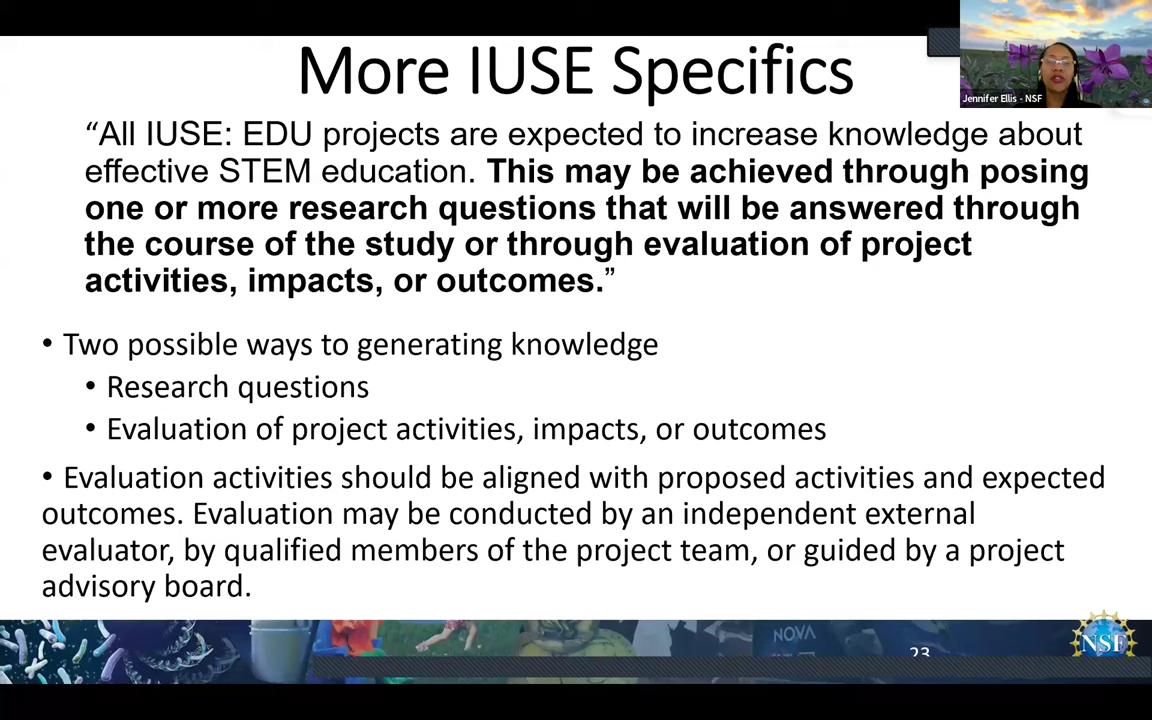 More IUSE Specifics
Jennifer Ellis - NSF
“All IUSE: EDU projects are expected to increase knowledge about
effective STEM education. This may be achieved through posing
one or more research questions that will be answered through
the course of the study or through evaluation of project
activities, impacts, or outcomes.”
• Two possible ways to generating knowledge
• Research questions
• Evaluation of project activities, impacts, or outcomes
• Evaluation activities should be aligned with proposed activities and expected
outcomes. Evaluation may be conducted by an independent external
evaluator, by qualified members of the project team, or guided by a project
advisory board.
NOVA
23
NSF